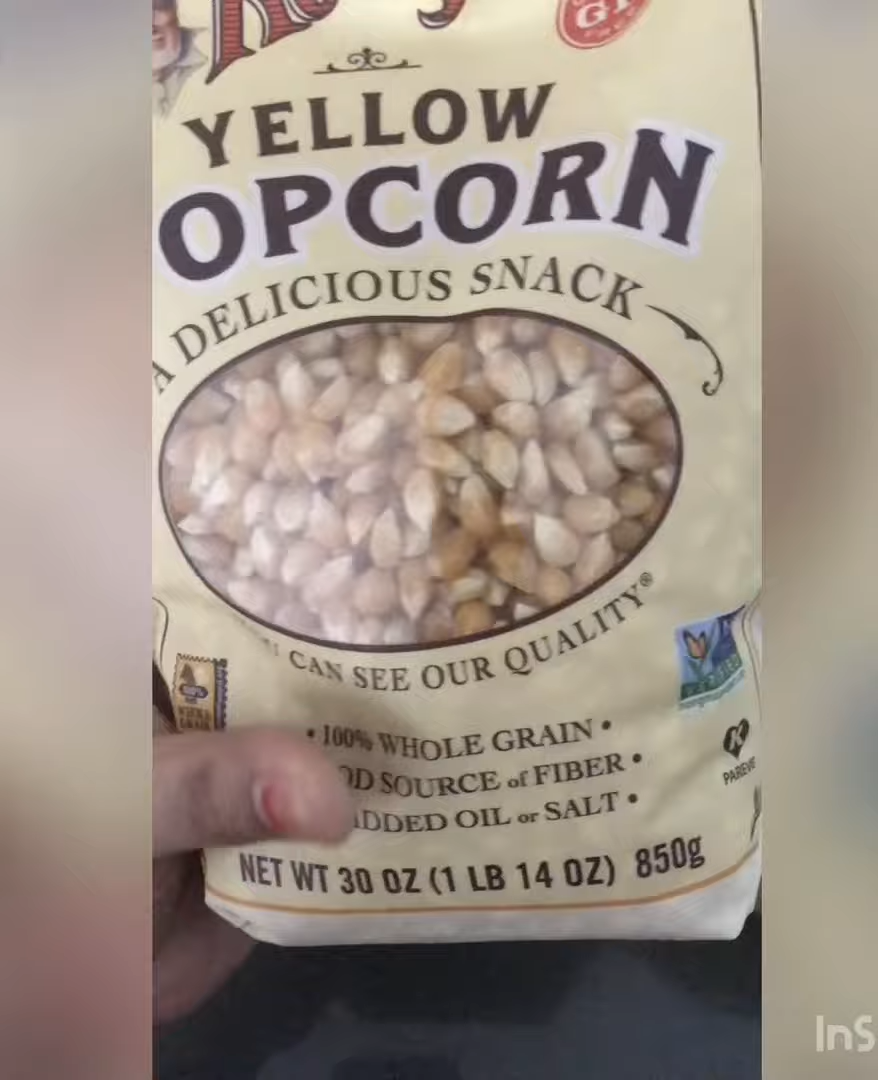 YELLOW
OPCORN
A DELICIOUS SNACK
CAN SEE OUR QUALITY®
• 100% WHOLE GRAIN •
OD SOURCE of FIBER •
ADDED OIL or SALT •
NET WT 30 OZ (1 LB 14 OZ) 850g
K
PAREVE
InS